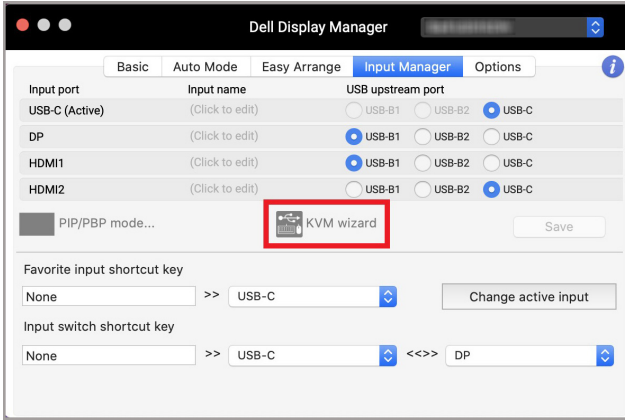 Dell Display Manager
Basic Auto Mode Easy Arrange Input Manager Options i
Input port Input name USB upstream port
USB-C (Active) (Click to edit) USB-B1 USB-B2 USB-C
DP (Click to edit) USB-B1 USB-B2 USB-C
HDMI1 (Click to edit) USB-B1 USB-B2 USB-C
HDMI2 (Click to edit) USB-B1 USB-B2 USB-C
PIP/PBP mode... KVM wizard Save
Favorite input shortcut key
None >> USB-C Change active input
Input switch shortcut key
None >> USB-C <<>> DP